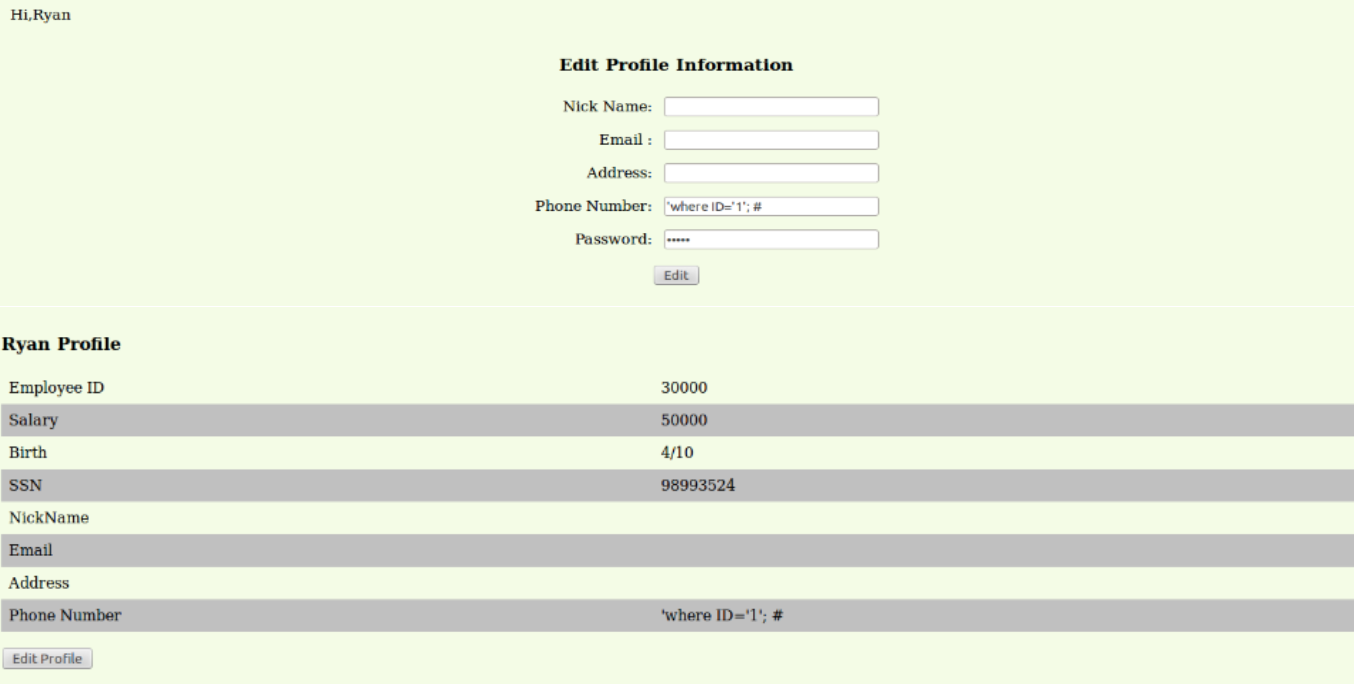 Hi,Ryan
Edit Profile Information
Nick Name:
Email :
Address:
Phone Number: 'where ID='1'; #
Password: •••••
Edit
Ryan Profile
Employee ID 30000
Salary 50000
Birth 4/10
SSN 98993524
NickName
Email
Address
Phone Number 'where ID='1'; #
Edit Profile